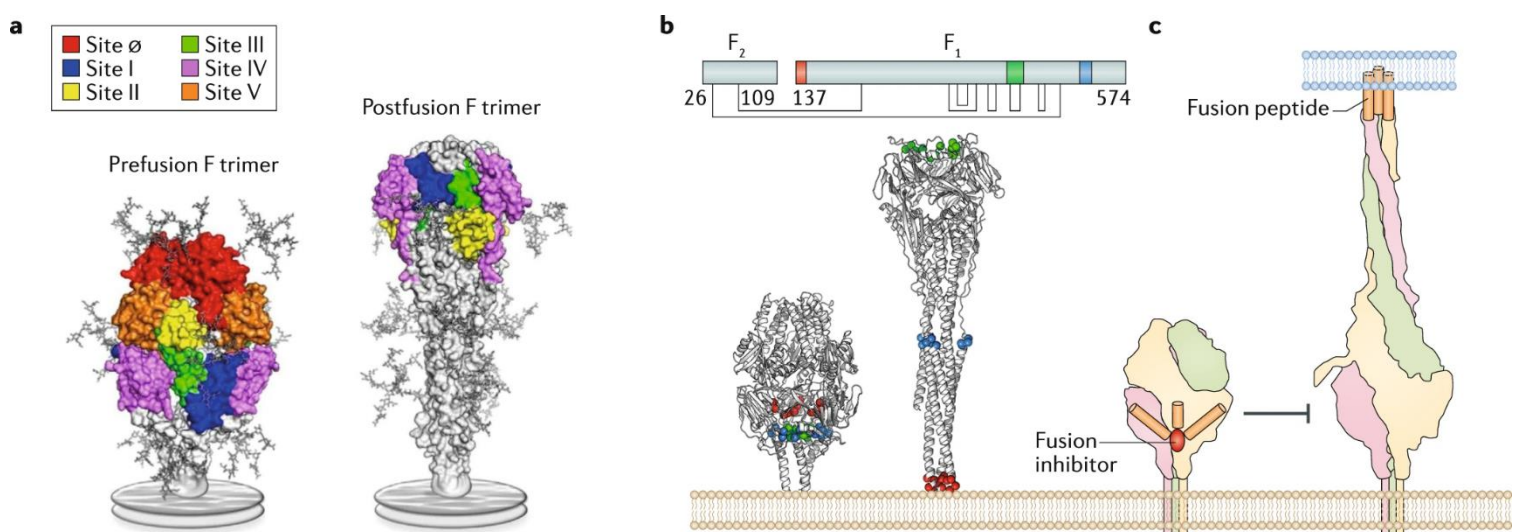 a
Site ø
Site III
Site I
Site IV
Site II
Site V
Prefusion F trimer
Postfusion F trimer
b
F2
F1
26
109
137
574
c
Fusion peptide
Fusion
inhibitor